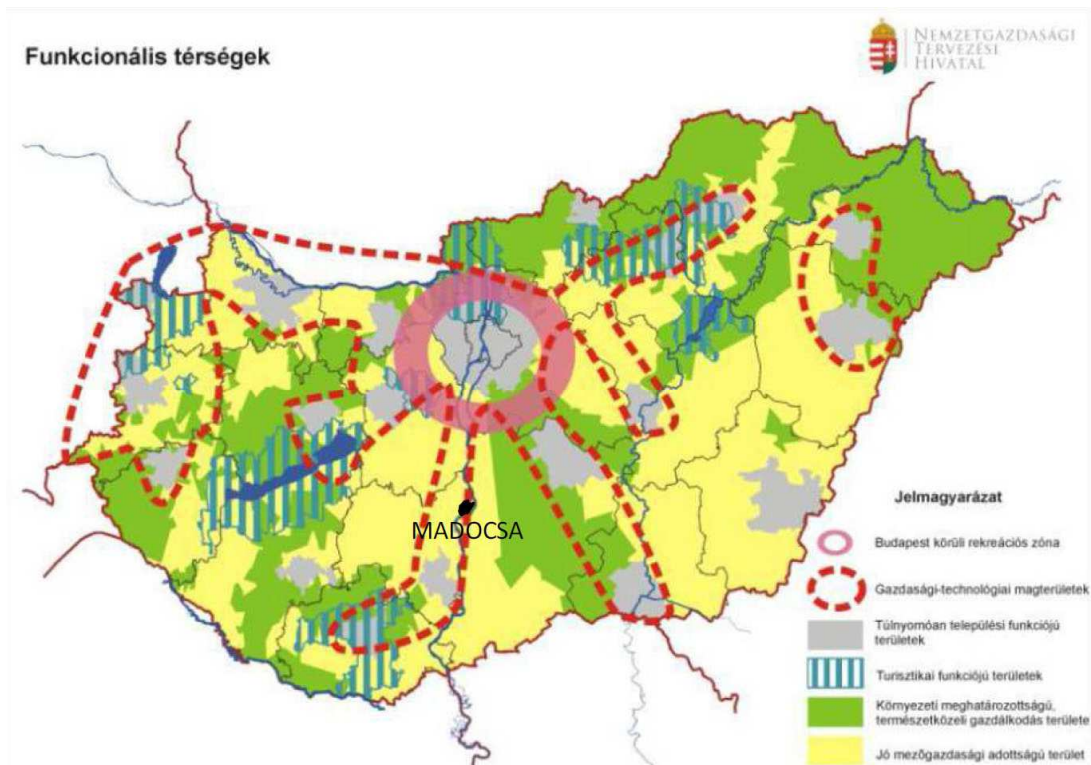 Funkcionális térségek
NEMZETGAZDASÁGI
TERVEZÉSI
HIVATAL
MADOCSA
Jelmagyarázat
Budapest körüli rekreációs zóna
Gazdasági-technológiai magterületek
Túlnyomóan települési funkciójú
területek
Turisztikai funkciójú területek
Környezeti meghatározottságú,
természetközeli gazdálkodás területe
Jó mezőgazdasági adottságú terület